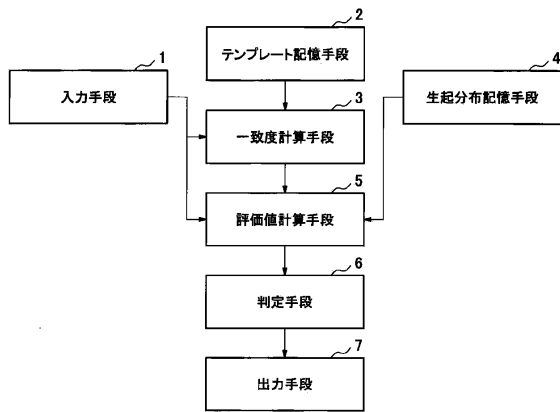 2
テンプレート記憶手段
1
入力手段
4
生起分布記憶手段
3
一致度計算手段
5
評価値計算手段
6
判定手段
7
出力手段